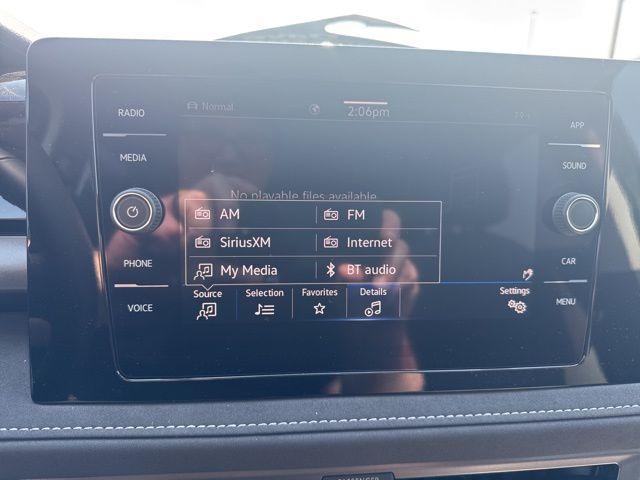 RADIO
Normal
2:06pm
APP
MEDIA
SOUND
No playable files available
AM
FM
SiriusXM
Internet
My Media
BT audio
PHONE
CAR
Source
Selection
Favorites
Details
Settings
VOICE
MENU
PASSENGER